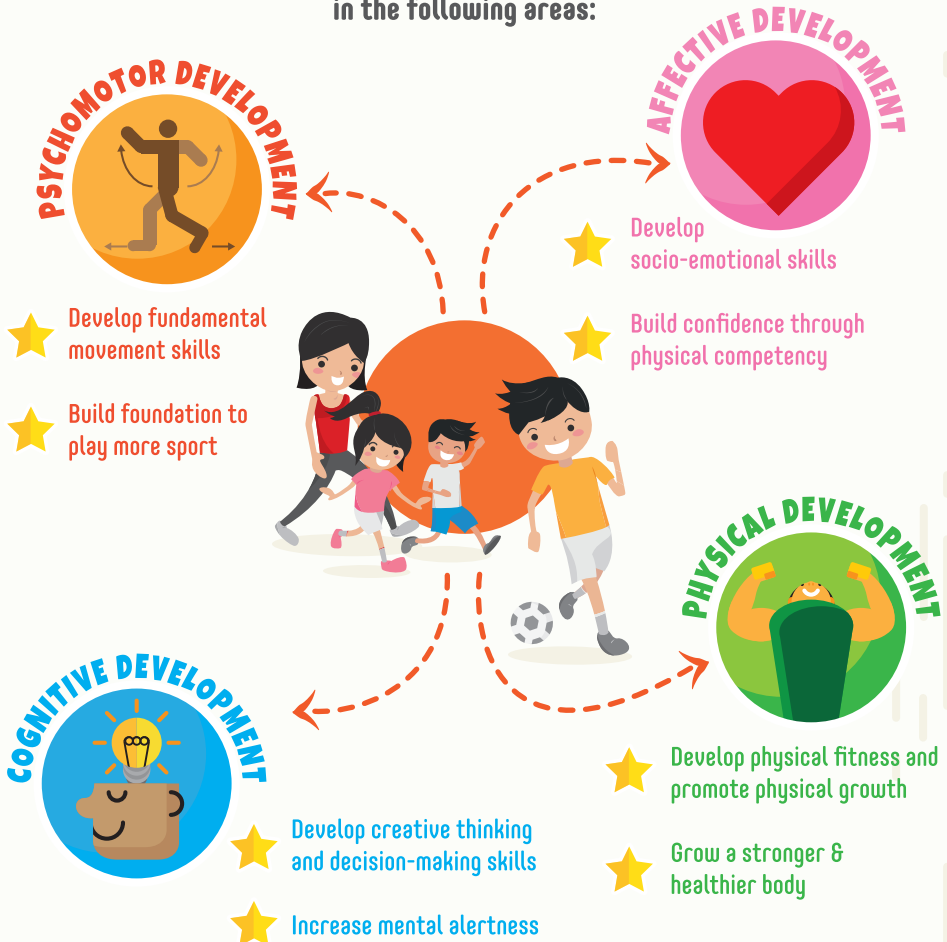 in the following areas:
PSYCHOMOTOR DEVELOPMENT
Develop fundamental
movement skills
Build foundation to
play more sport
AFFECTIVE DEVELOPMENT
Develop
socio-emotional skills
Build confidence through
physical competency
COGNITIVE DEVELOPMENT
Develop creative thinking
and decision-making skills
Increase mental alertness
PHYSICAL DEVELOPMENT
Develop physical fitness and
promote physical growth
Grow a stronger &
healthier body